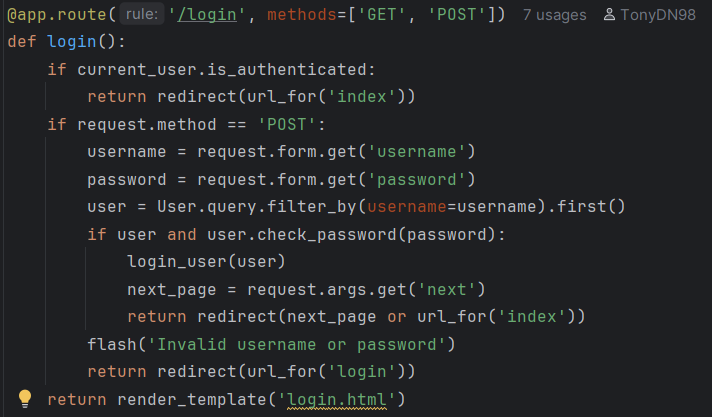 @app.route( rule: '/login', methods=['GET', 'POST']) 7 usages TonyDN98
def login():
    if current_user.is_authenticated:
        return redirect(url_for('index'))
    if request.method == 'POST':
        username = request.form.get('username')
        password = request.form.get('password')
        user = User.query.filter_by(username=username).first()
        if user and user.check_password(password):
            login_user(user)
            next_page = request.args.get('next')
            return redirect(next_page or url_for('index'))
        flash('Invalid username or password')
        return redirect(url_for('login'))
    return render_template('login.html')